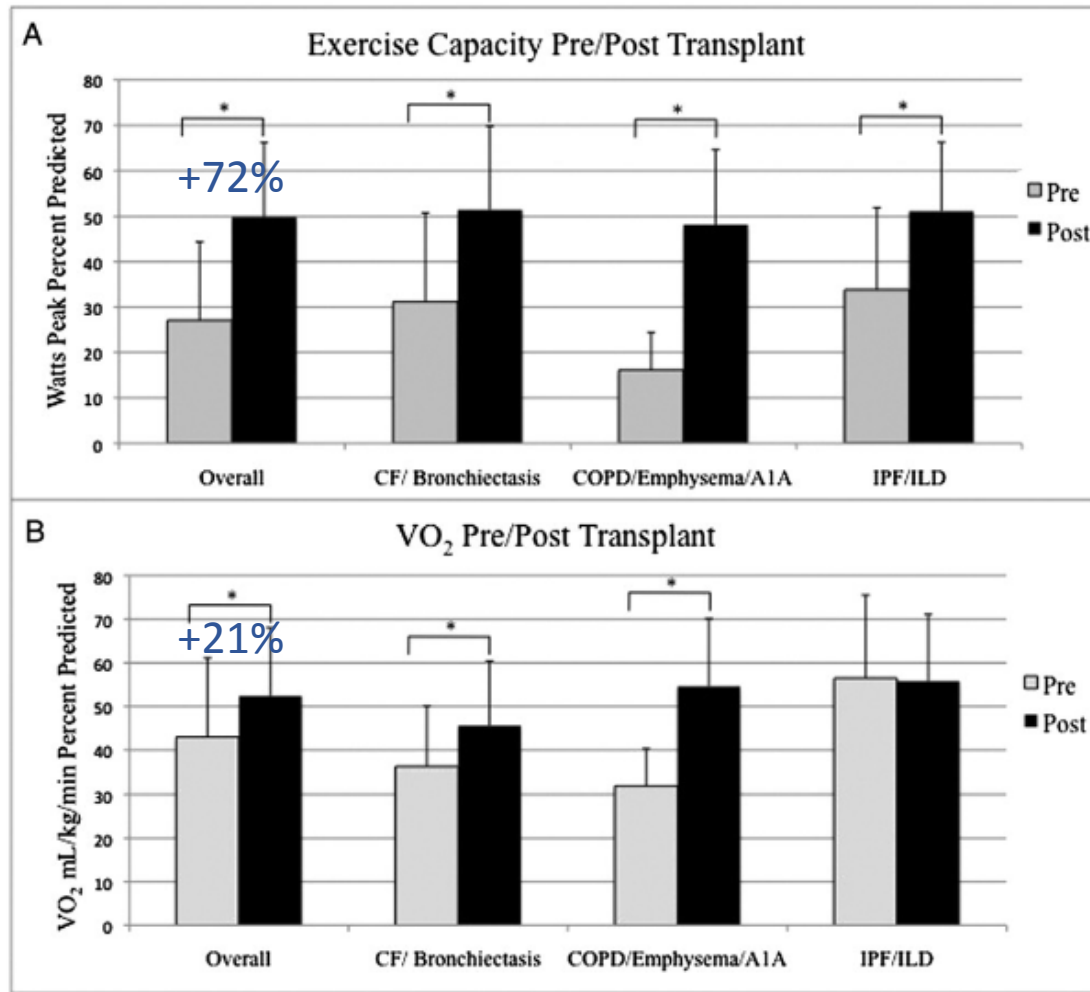 A
Exercise Capacity Pre/Post Transplant
Watts Peak Percent Predicted
80
70
60
50
40
30
20
10
0
* * * *
+72%
Pre
Post
Overall CF/ Bronchiectasis COPD/Emphysema/A1A IPF/ILD
B
VO₂ Pre/Post Transplant
VO₂ mL/kg/min Percent Predicted
80
70
60
50
40
30
20
10
0
* * *
+21%
Pre
Post
Overall CF/ Bronchiectasis COPD/Emphysema/A1A IPF/ILD